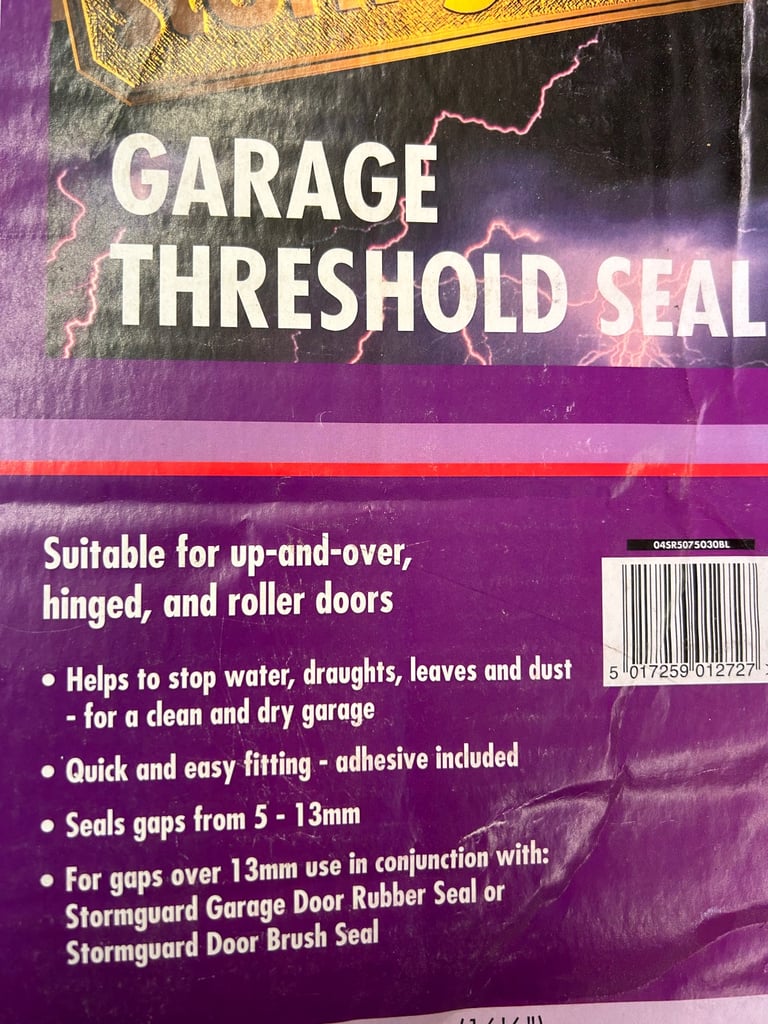 GARAGE
THRESHOLD SEAL
Suitable for up-and-over,
hinged, and roller doors
04SR5075030BL
5 017259 012727
• Helps to stop water, draughts, leaves and dust
- for a clean and dry garage
• Quick and easy fitting - adhesive included
• Seals gaps from 5 - 13mm
• For gaps over 13mm use in conjunction with:
Stormguard Garage Door Rubber Seal or
Stormguard Door Brush Seal